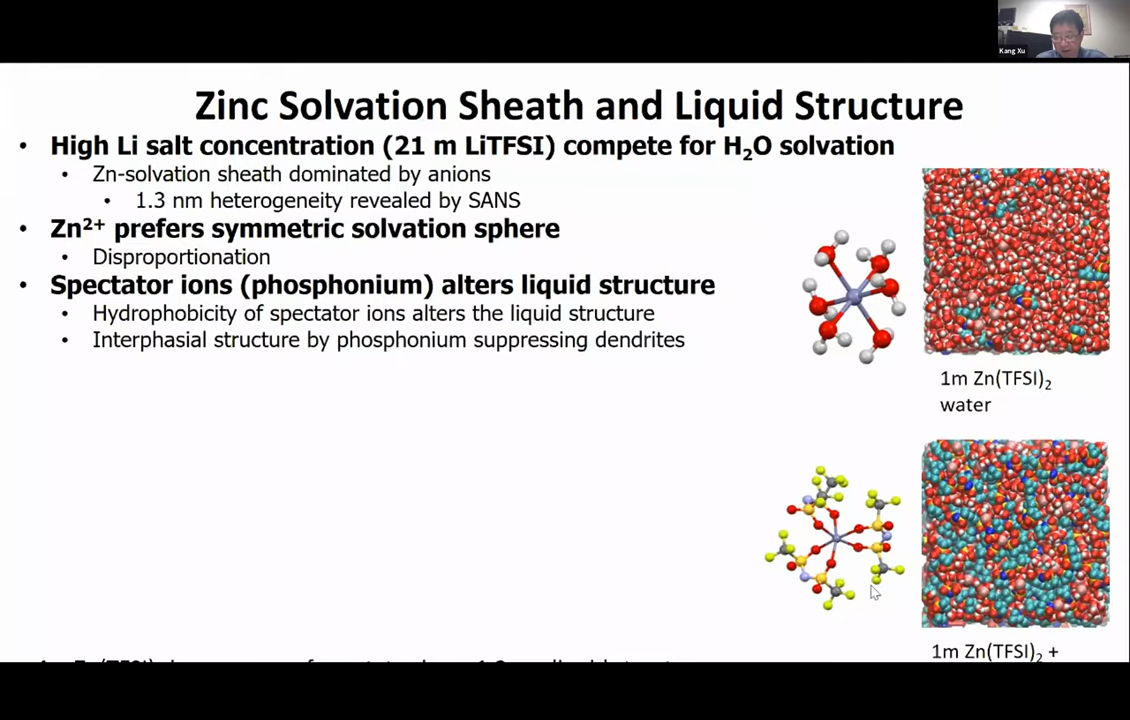 Kang Xu
Zinc Solvation Sheath and Liquid Structure
• High Li salt concentration (21 m LiTFSI) compete for H₂O solvation
• Zn-solvation sheath dominated by anions
• 1.3 nm heterogeneity revealed by SANS
• Zn²⁺ prefers symmetric solvation sphere
• Disproportionation
• Spectator ions (phosphonium) alters liquid structure
• Hydrophobicity of spectator ions alters the liquid structure
• Interphasial structure by phosphonium suppressing dendrites
1m Zn(TFSI)₂
water
1m Zn(TFSI)₂ +